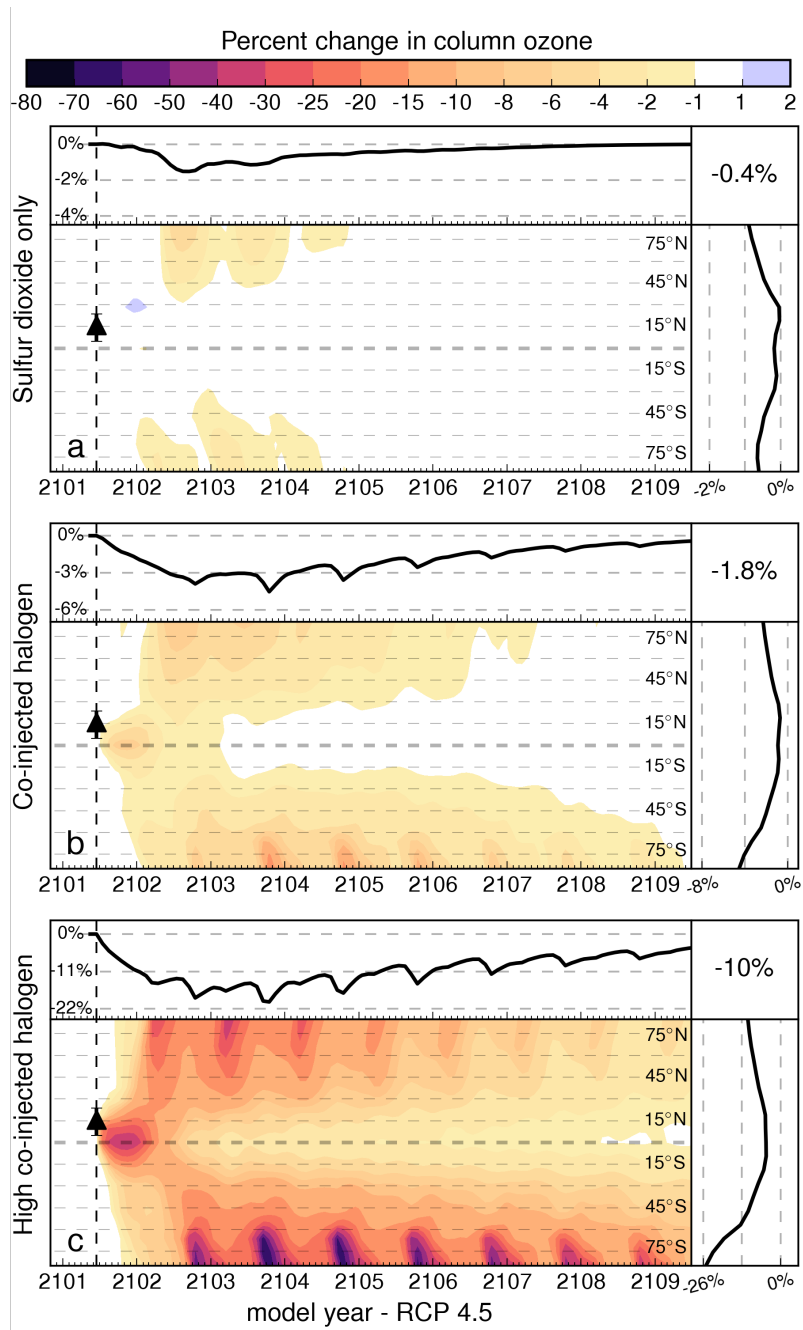 Percent change in column ozone
-80 -70 -60 -50 -40 -30 -25 -20 -15 -10 -8 -6 -4 -2 -1 1 2
Sulfur dioxide only
0%
-2%
-4%
-0.4%
75°N
45°N
15°N
15°S
45°S
75°S
a
2101 2102 2103 2104 2105 2106 2107 2108 2109
-2% 0%
Co-injected halogen
0%
-3%
-6%
-1.8%
75°N
45°N
15°N
15°S
45°S
75°S
b
2101 2102 2103 2104 2105 2106 2107 2108 2109
-8% 0%
High co-injected halogen
0%
-11%
-22%
-10%
75°N
45°N
15°N
15°S
45°S
75°S
c
2101 2102 2103 2104 2105 2106 2107 2108 2109
-26% 0%
model year - RCP 4.5